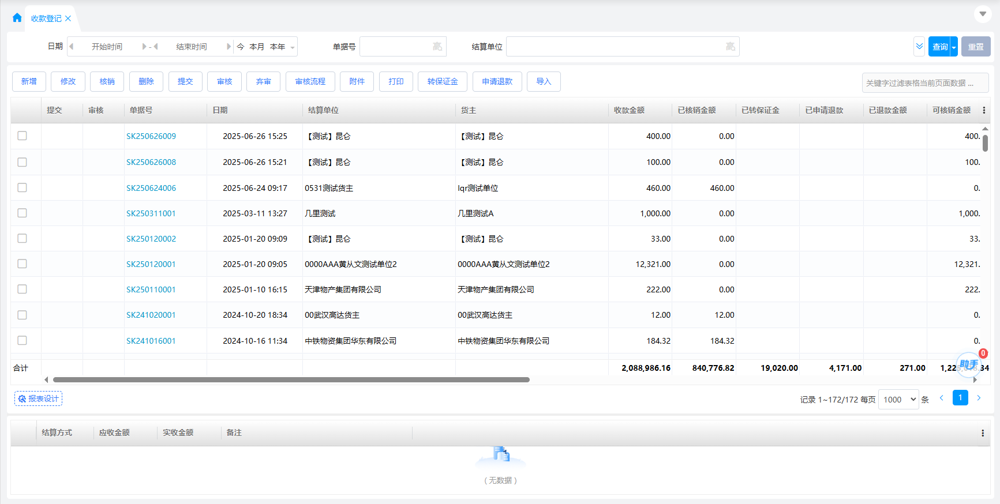 收款登记
日期 开始时间 - 结束时间 今 本月 本年 单据号 高 结算单位 高 查询 重置
新增 修改 核销 删除 提交 审核 弃审 审核流程 附件 打印 转保证金 申请退款 导入 关键字过滤表格当前页面数据 ...
提交 审核 单据号 日期 结算单位 货主 收款金额 已核销金额 已转保证金 已申请退款 已退款金额 可核销金额
SK250626009 2025-06-26 15:25 【测试】昆仑 【测试】昆仑 400.00 0.00 400.
SK250626008 2025-06-26 15:21 【测试】昆仑 【测试】昆仑 100.00 0.00 100.
SK250624006 2025-06-24 09:17 0531测试货主 lqr测试单位 460.00 460.00 0.
SK250311001 2025-03-11 13:27 几里测试 几里测试A 1,000.00 0.00 1,000.
SK250120002 2025-01-20 09:09 【测试】昆仑 【测试】昆仑 33.00 0.00 33.
SK250120001 2025-01-20 09:05 0000AAA黄从文测试单位2 0000AAA黄从文测试单位2 12,321.00 0.00 12,321.
SK250110001 2025-01-10 16:15 天津物产集团有限公司 天津物产集团有限公司 222.00 0.00 222.
SK241020001 2024-10-20 18:34 00武汉高达货主 00武汉高达货主 12.00 12.00 0.
SK241016001 2024-10-16 11:34 中铁物资集团华东有限公司 中铁物资集团华东有限公司 184.32 184.32 0.
0
助手
合计 2,088,986.16 840,776.82 19,020.00 4,171.00 271.00
报表设计 记录 1~172/172 每页 1000 条 1
结算方式 应收金额 实收金额 备注
（无数据）